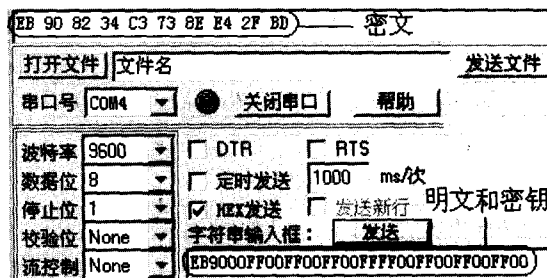 EB 90 82 34 C3 73 8E E4 2F BD 密文
打开文件 文件名 发送文件
串口号 COM4 关闭串口 帮助
波特率 9600 DTR RTS
数据位 8 定时发送 1000 ms/次
停止位 1 HEX发送 发送新行 明文和密钥
校验位 None 字符串输入框： 发送
流控制 None EB9000FF00FF00FF00FFFF00FF00FF00FF00